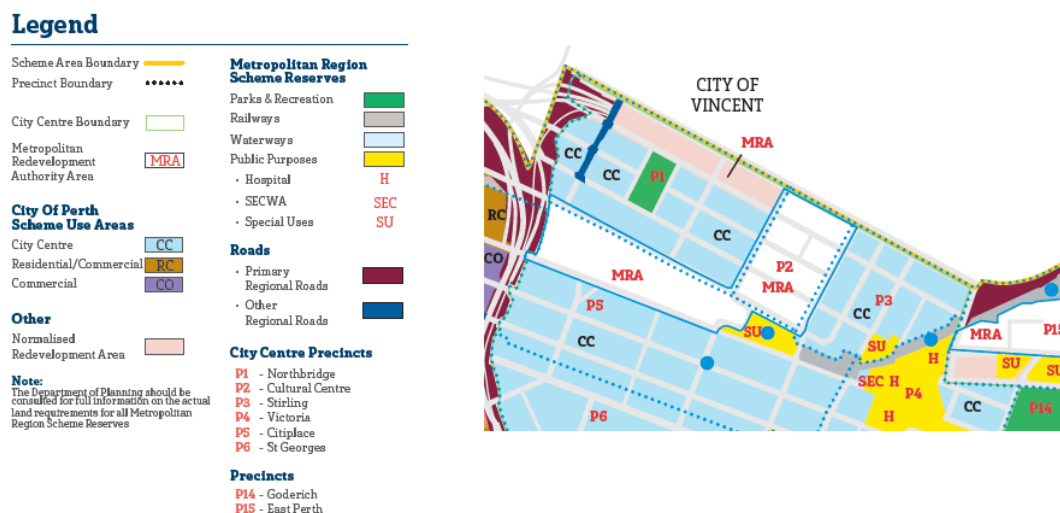 Legend
Scheme Area Boundary
Precinct Boundary
City Centre Boundary
Metropolitan
Redevelopment MRA
Authority Area
City Of Perth
Scheme Use Areas
City Centre CC
Residential/Commercial RC
Commercial CO
Other
Normalised
Redevelopment Area
Note:
The Department of Planning should be
consulted for full information on the actual
land requirements for all Metropolitan
Region Scheme Reserves
Metropolitan Region
Scheme Reserves
Parks & Recreation
Railways
Waterways
Public Purposes
· Hospital H
· SECWA SEC
· Special Uses SU
Roads
· Primary
Regional Roads
· Other
Regional Roads
City Centre Precincts
P1 - Northbridge
P2 - Cultural Centre
P3 - Stirling
P4 - Victoria
P5 - Citiplace
P6 - St Georges
Precincts
P14 - Goderich
P15 - East Perth
CITY OF
VINCENT
MRA
CC
CC
P1
RC
CC
CO
MRA
P2
MRA
P5
P3
CC
CC
SU
SU
MRA
P15
H
SU
SU
SEC H
P4
H
CC
P14
P6